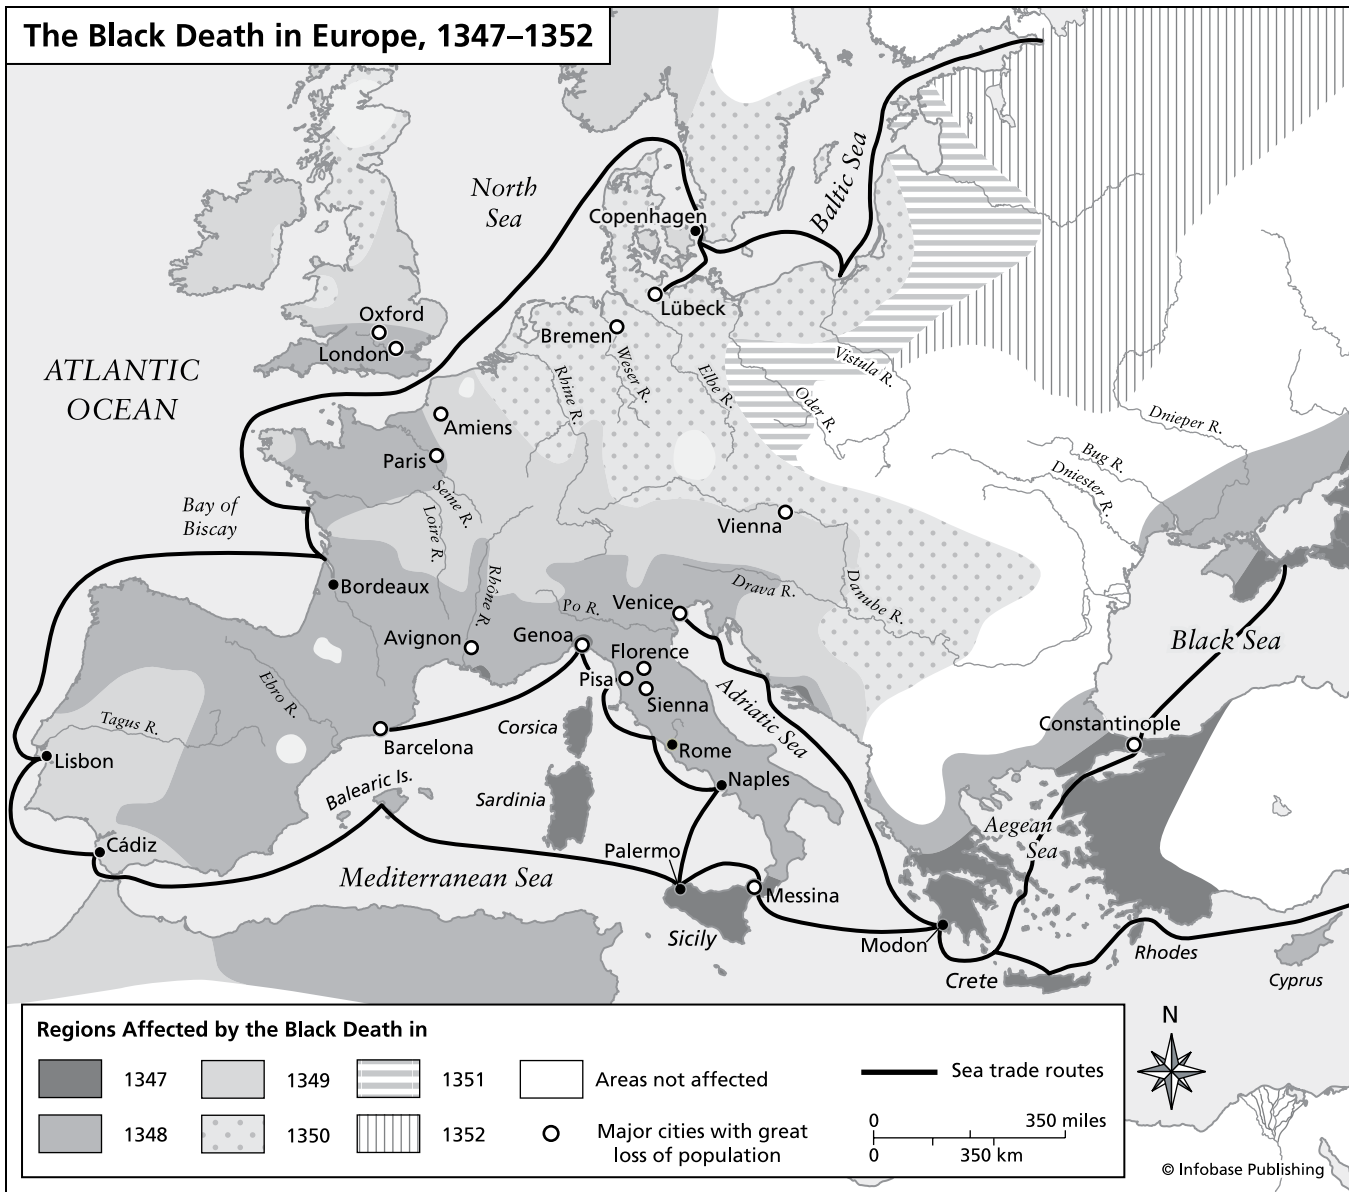 The Black Death in Europe, 1347–1352
North
Sea
Baltic Sea
Copenhagen
Lübeck
Bremen
Oxford
London
ATLANTIC
OCEAN
Weser R.
Rhine R.
Elbe R.
Vistula R.
Oder R.
Amiens
Paris
Dnieper R.
Bug R.
Dniester R.
Seine R.
Loire R.
Bay of
Biscay
Vienna
Bordeaux
Rhône R.
Drava R.
Danube R.
Po R.
Venice
Avignon
Genoa
Florence
Pisa
Sienna
Black Sea
Ebro R.
Tagus R.
Adriatic Sea
Corsica
Constantinople
Barcelona
Rome
Lisbon
Balearic Is.
Naples
Sardinia
Aegean
Sea
Cádiz
Palermo
Mediterranean Sea
Messina
Sicily
Modon
Rhodes
Crete
Cyprus
N
Regions Affected by the Black Death in
1347
1349
1351
Areas not affected
Sea trade routes
1348
1350
1352
Major cities with great
loss of population
0 350 miles
0 350 km
© Infobase Publishing